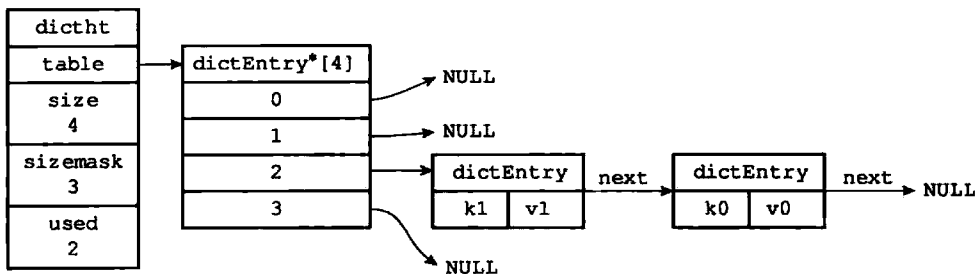 dictht
table
size
4
sizemask
3
used
2
dictEntry*[4]
0
1
2
3
NULL
NULL
dictEntry
k1 v1
next
dictEntry
k0 v0
next
NULL
NULL